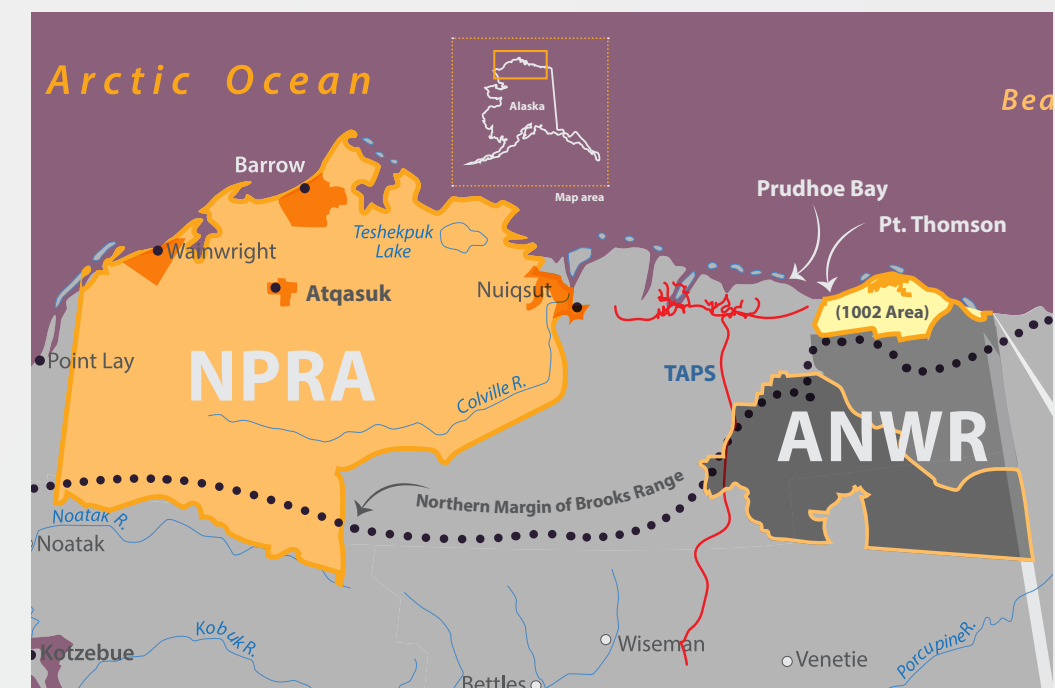 Arctic Ocean
Bea
Alaska
Map area
Barrow
Prudhoe Bay
Pt. Thomson
Teshekpuk
Lake
Wainwright
Nuiqsut
Atqasuk
(1002 Area)
Point Lay
NPRA
TAPS
Colville R.
ANWR
Northern Margin of Brooks Range
Noatak R.
Noatak
Kobuk R.
Kotzebue
Wiseman
Venetie
Porcupine R.
Bettles